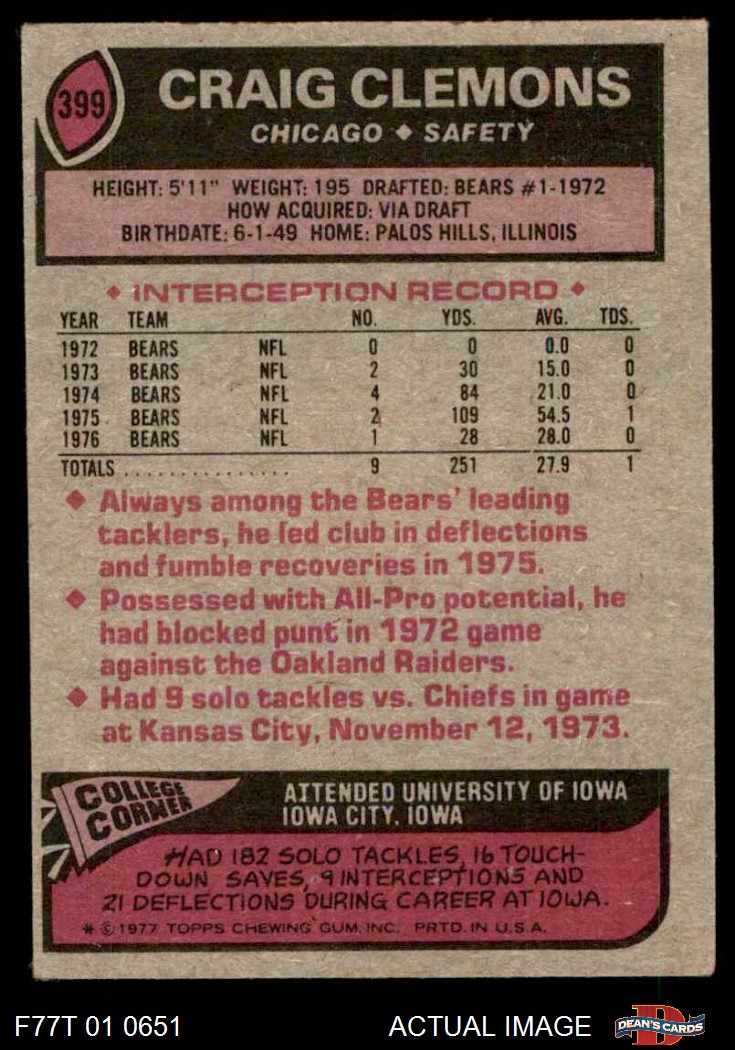 399
CRAIG CLEMONS
CHICAGO ◆ SAFETY
HEIGHT: 5'11" WEIGHT: 195 DRAFTED: BEARS #1-1972
HOW ACQUIRED: VIA DRAFT
BIRTHDATE: 6-1-49 HOME: PALOS HILLS, ILLINOIS
◆ INTERCEPTION RECORD ◆
YEAR TEAM NO. YDS. AVG. TDS.
1972 BEARS NFL 0 0 0.0 0
1973 BEARS NFL 2 30 15.0 0
1974 BEARS NFL 4 84 21.0 0
1975 BEARS NFL 2 109 54.5 1
1976 BEARS NFL 1 28 28.0 0
TOTALS ................ 9 251 27.9 1
◆ Always among the Bears' leading
tacklers, he led club in deflections
and fumble recoveries in 1975.
◆ Possessed with All-Pro potential, he
had blocked punt in 1972 game
against the Oakland Raiders.
◆ Had 9 solo tackles vs. Chiefs in game
at Kansas City, November 12, 1973.
COLLEGE
CORNER
ATTENDED UNIVERSITY OF IOWA
IOWA CITY, IOWA
HAD 182 SOLO TACKLES, 16 TOUCH-
DOWN SAVES, 9 INTERCEPTIONS AND
21 DEFLECTIONS DURING CAREER AT IOWA.
* © 1977 TOPPS CHEWING GUM, INC. PRTD. IN U.S.A.
F77T 01 0651 ACTUAL IMAGE
D
DEAN'S CARDS